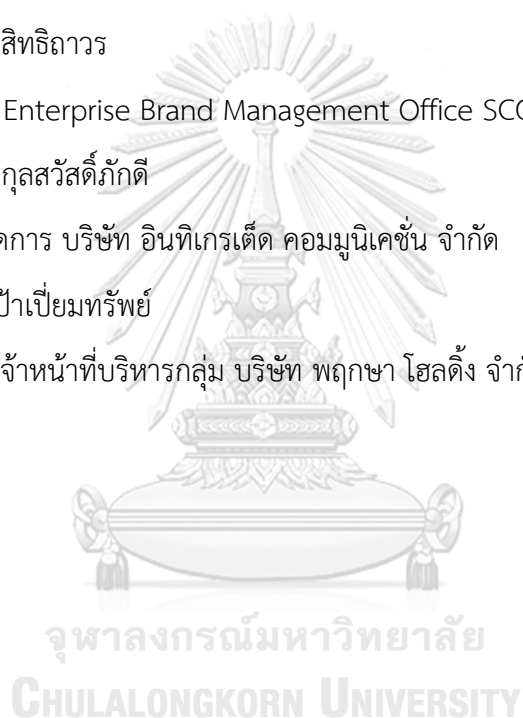 สิทธิถาวร
Enterprise Brand Management Office SCG
กุลสวัสดิ์ภักดี
ดการ บริษัท อินทิเกรเต็ด คอมมูนิเคชั่น จำกัด
ป้าเปี่ยมทรัพย์
จ้าหน้าที่บริหารกลุ่ม บริษัท พฤกษา โฮลดิ้ง จำกั
จุฬาลงกรณ์มหาวิทยาลัย
CHULALONGKORN UNIVERSITY